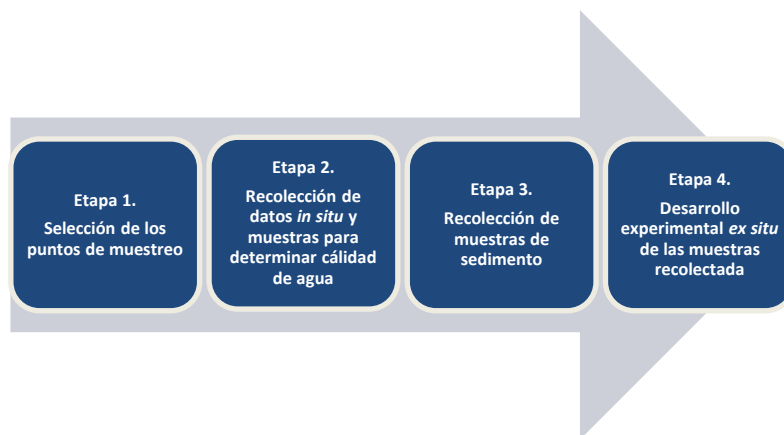 Etapa 1.
Selección de los
puntos de muestreo
Etapa 2.
Recolección de
datos in situ y
muestras para
determinar cálidad
de agua
Etapa 3.
Recolección de
muestras de
sedimento
Etapa 4.
Desarrollo
experimental ex situ
de las muestras
recolectada